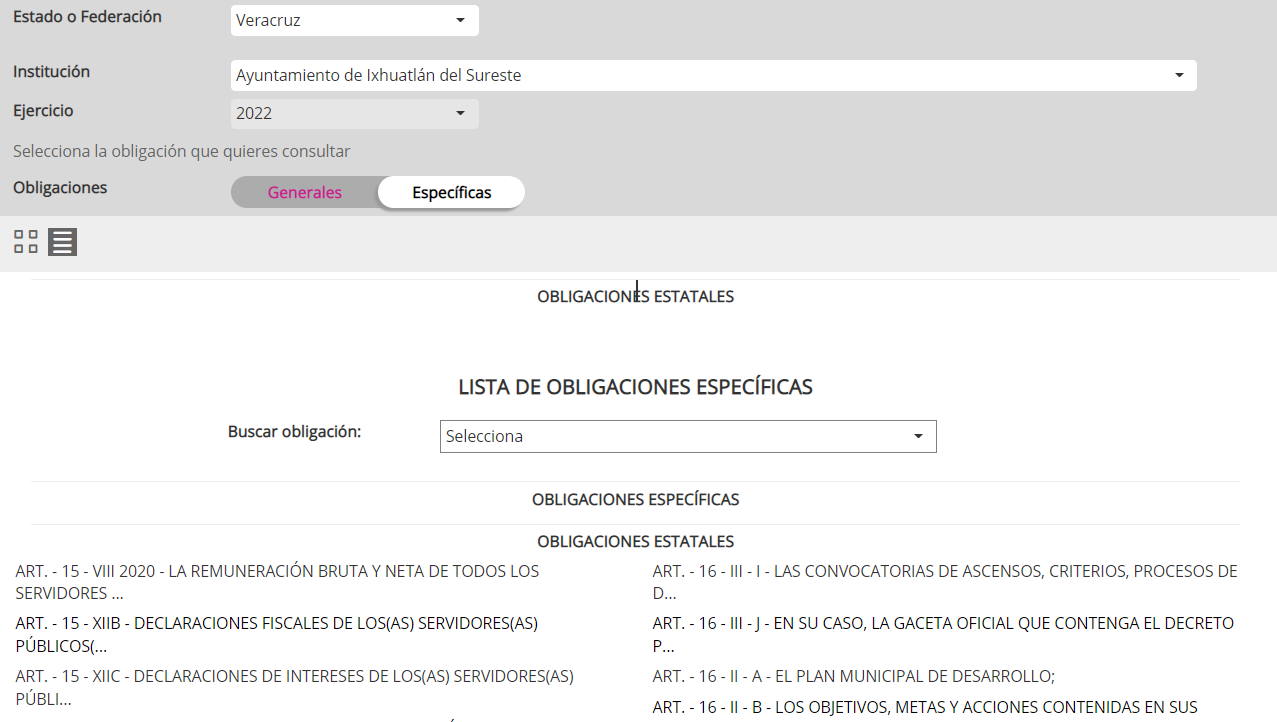 Estado o Federación
Veracruz
Institución
Ayuntamiento de Ixhuatlán del Sureste
Ejercicio
2022
Selecciona la obligación que quieres consultar
Obligaciones
Generales
Específicas
OBLIGACIONES ESTATALES
LISTA DE OBLIGACIONES ESPECÍFICAS
Buscar obligación:
Selecciona
OBLIGACIONES ESPECÍFICAS
OBLIGACIONES ESTATALES
ART. - 15 - VIII 2020 - LA REMUNERACIÓN BRUTA Y NETA DE TODOS LOS
SERVIDORES ...
ART. - 15 - XIIB - DECLARACIONES FISCALES DE LOS(AS) SERVIDORES(AS)
PÚBLICOS(...
ART. - 15 - XIIC - DECLARACIONES DE INTERESES DE LOS(AS) SERVIDORES(AS)
PÚBLI...
ART. - 16 - III - I - LAS CONVOCATORIAS DE ASCENSOS, CRITERIOS, PROCESOS DE
D...
ART. - 16 - III - J - EN SU CASO, LA GACETA OFICIAL QUE CONTENGA EL DECRETO
P...
ART. - 16 - II - A - EL PLAN MUNICIPAL DE DESARROLLO;
ART. - 16 - II - B - LOS OBJETIVOS, METAS Y ACCIONES CONTENIDAS EN SUS